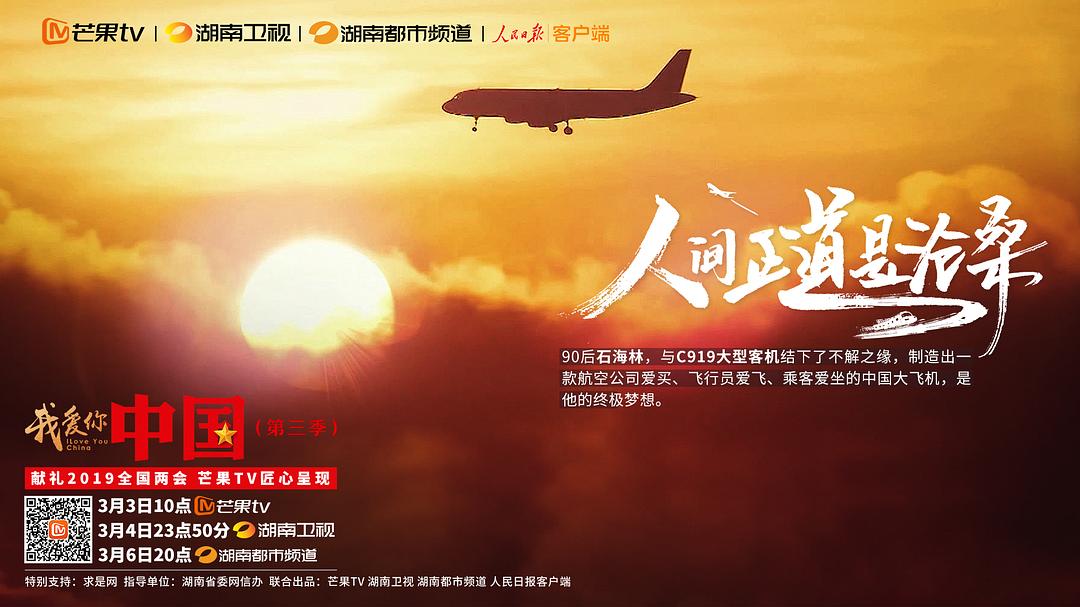 芒果tv | 湖南卫视 | 湖南都市频道 | 人民日报 | 客户端
人间正道是沧桑
90后石海林，与C919大型客机结下了不解之缘，制造出一
款航空公司爱买、飞行员爱飞、乘客爱坐的中国大飞机，是
他的终极梦想。
我爱你中国（第三季）
ILove You
China
献礼2019全国两会 芒果TV匠心呈现
3月3日10点 芒果tv
3月4日23点50分 湖南卫视
3月6日20点 湖南都市频道
特别支持：求是网 指导单位：湖南省委网信办 联合出品：芒果TV 湖南卫视 湖南都市频道 人民日报客户端